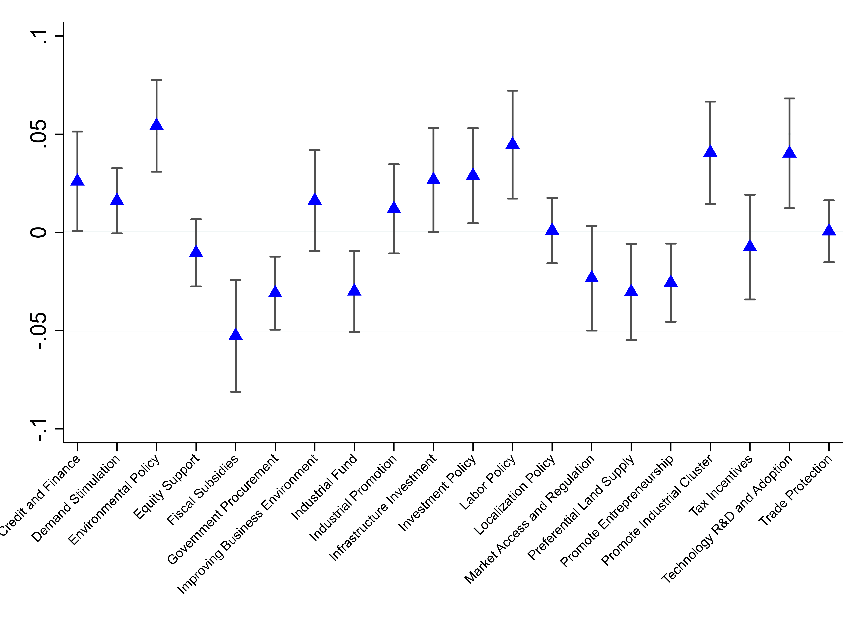 .1
.05
0
-.05
-.1
Credit and Finance
Demand Stimulation
Environmental Policy
Equity Support
Fiscal Subsidies
Government Procurement
Improving Business Environment
Industrial Fund
Industrial Promotion
Infrastructure Investment
Investment Policy
Labor Policy
Localization Policy
Market Access and Regulation
Preferential Land Supply
Promote Entrepreneurship
Promote Industrial Cluster
Tax Incentives
Technology R&D and Adoption
Trade Protection